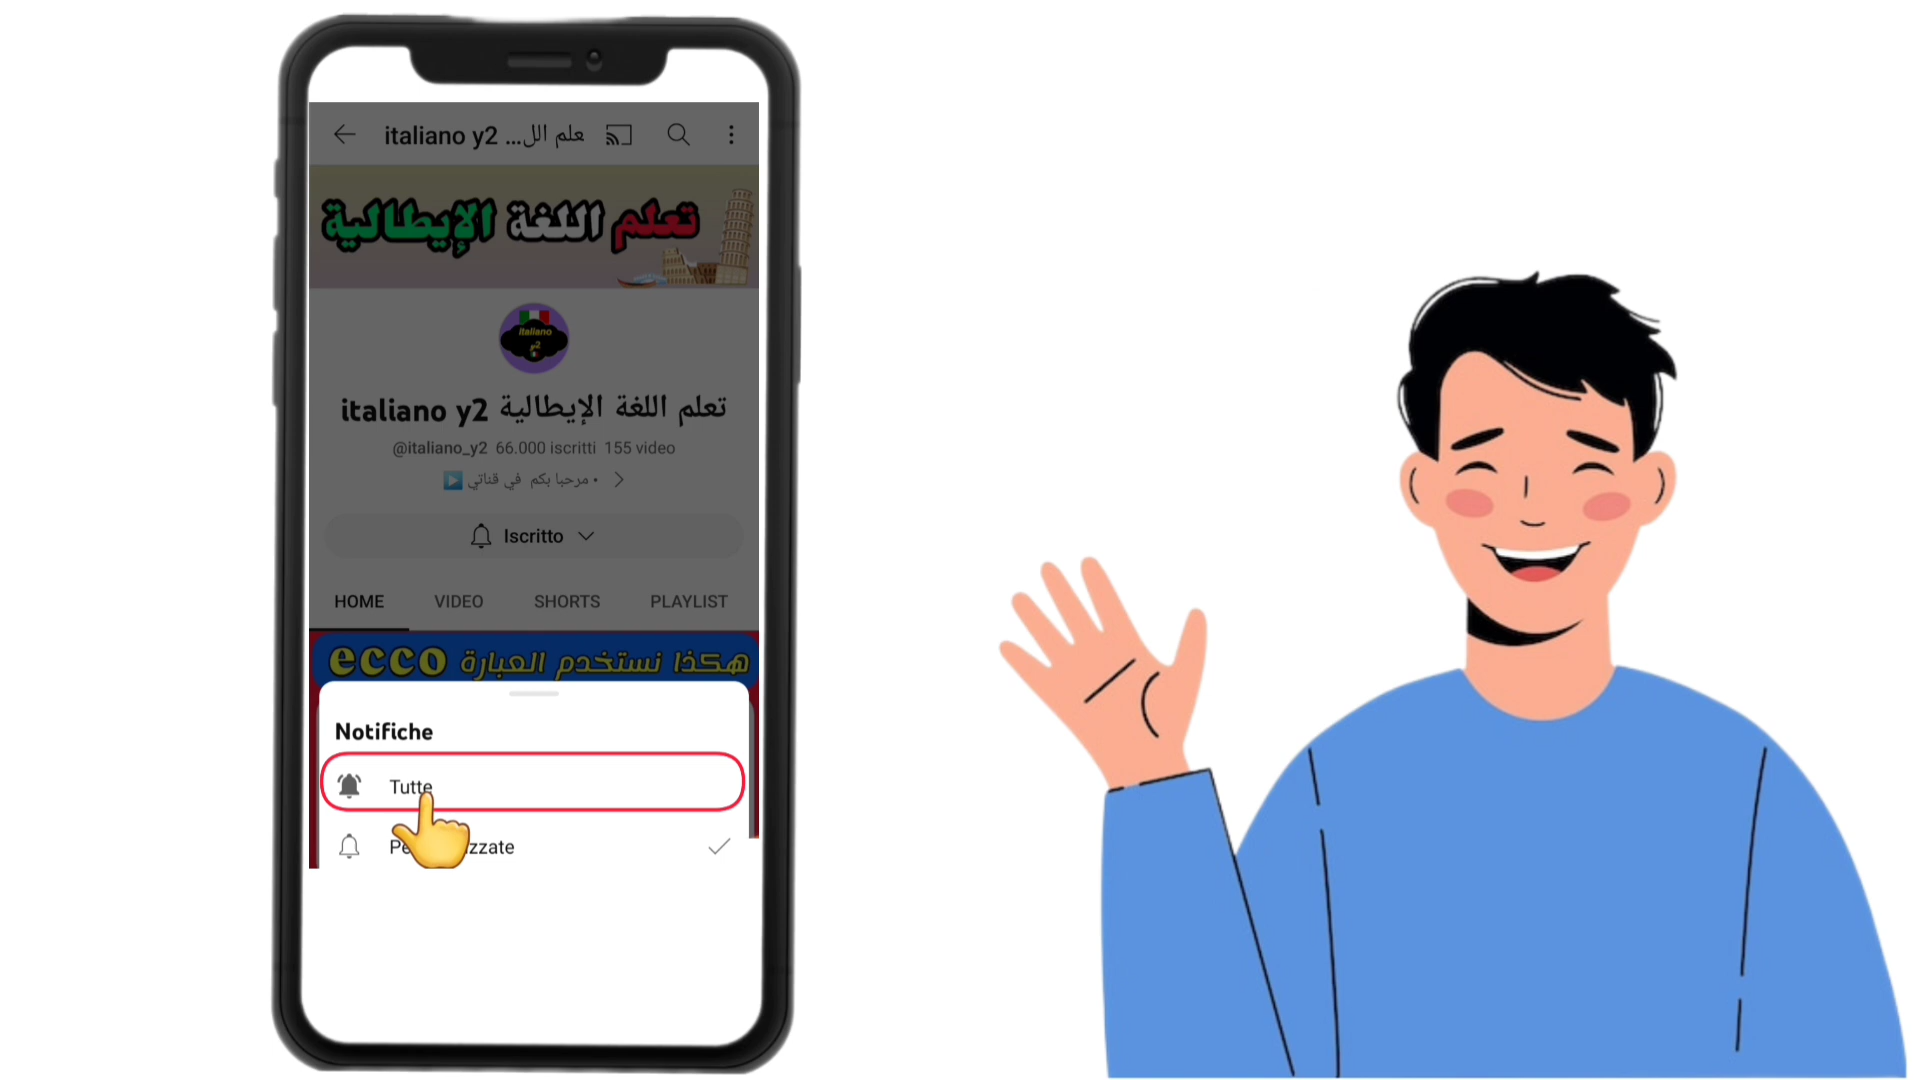 italiano y2 ...علم الل
تعلم اللغة الإيطالية
italiano
y2
italiano y2 تعلم اللغة الإيطالية
@italiano_y2 66.000 iscritti 155 video
مرحبا بكم في قناتي •
Iscritto
HOME VIDEO SHORTS PLAYLIST
هكذا نستخدم العبارة ecco
Notifiche
Tutte